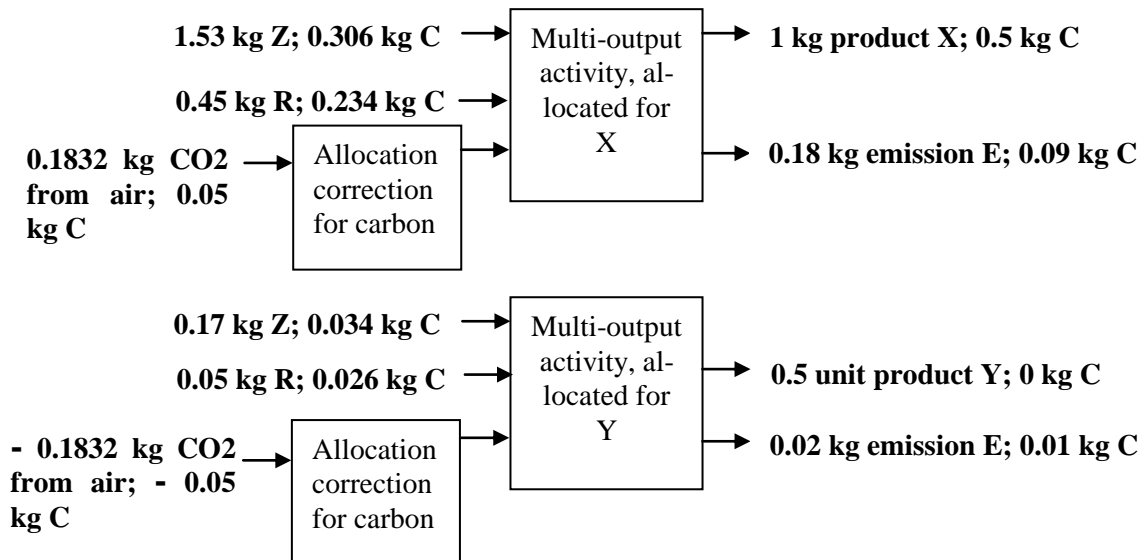 1.53 kg Z; 0.306 kg C
0.45 kg R; 0.234 kg C
0.1832 kg CO2
from air; 0.05
kg C
Allocation
correction
for carbon
Multi-output
activity, al-
located for
X
1 kg product X; 0.5 kg C
0.18 kg emission E; 0.09 kg C
0.17 kg Z; 0.034 kg C
0.05 kg R; 0.026 kg C
- 0.1832 kg CO2
from air; - 0.05
kg C
Allocation
correction
for carbon
Multi-output
activity, al-
located for
Y
0.5 unit product Y; 0 kg C
0.02 kg emission E; 0.01 kg C